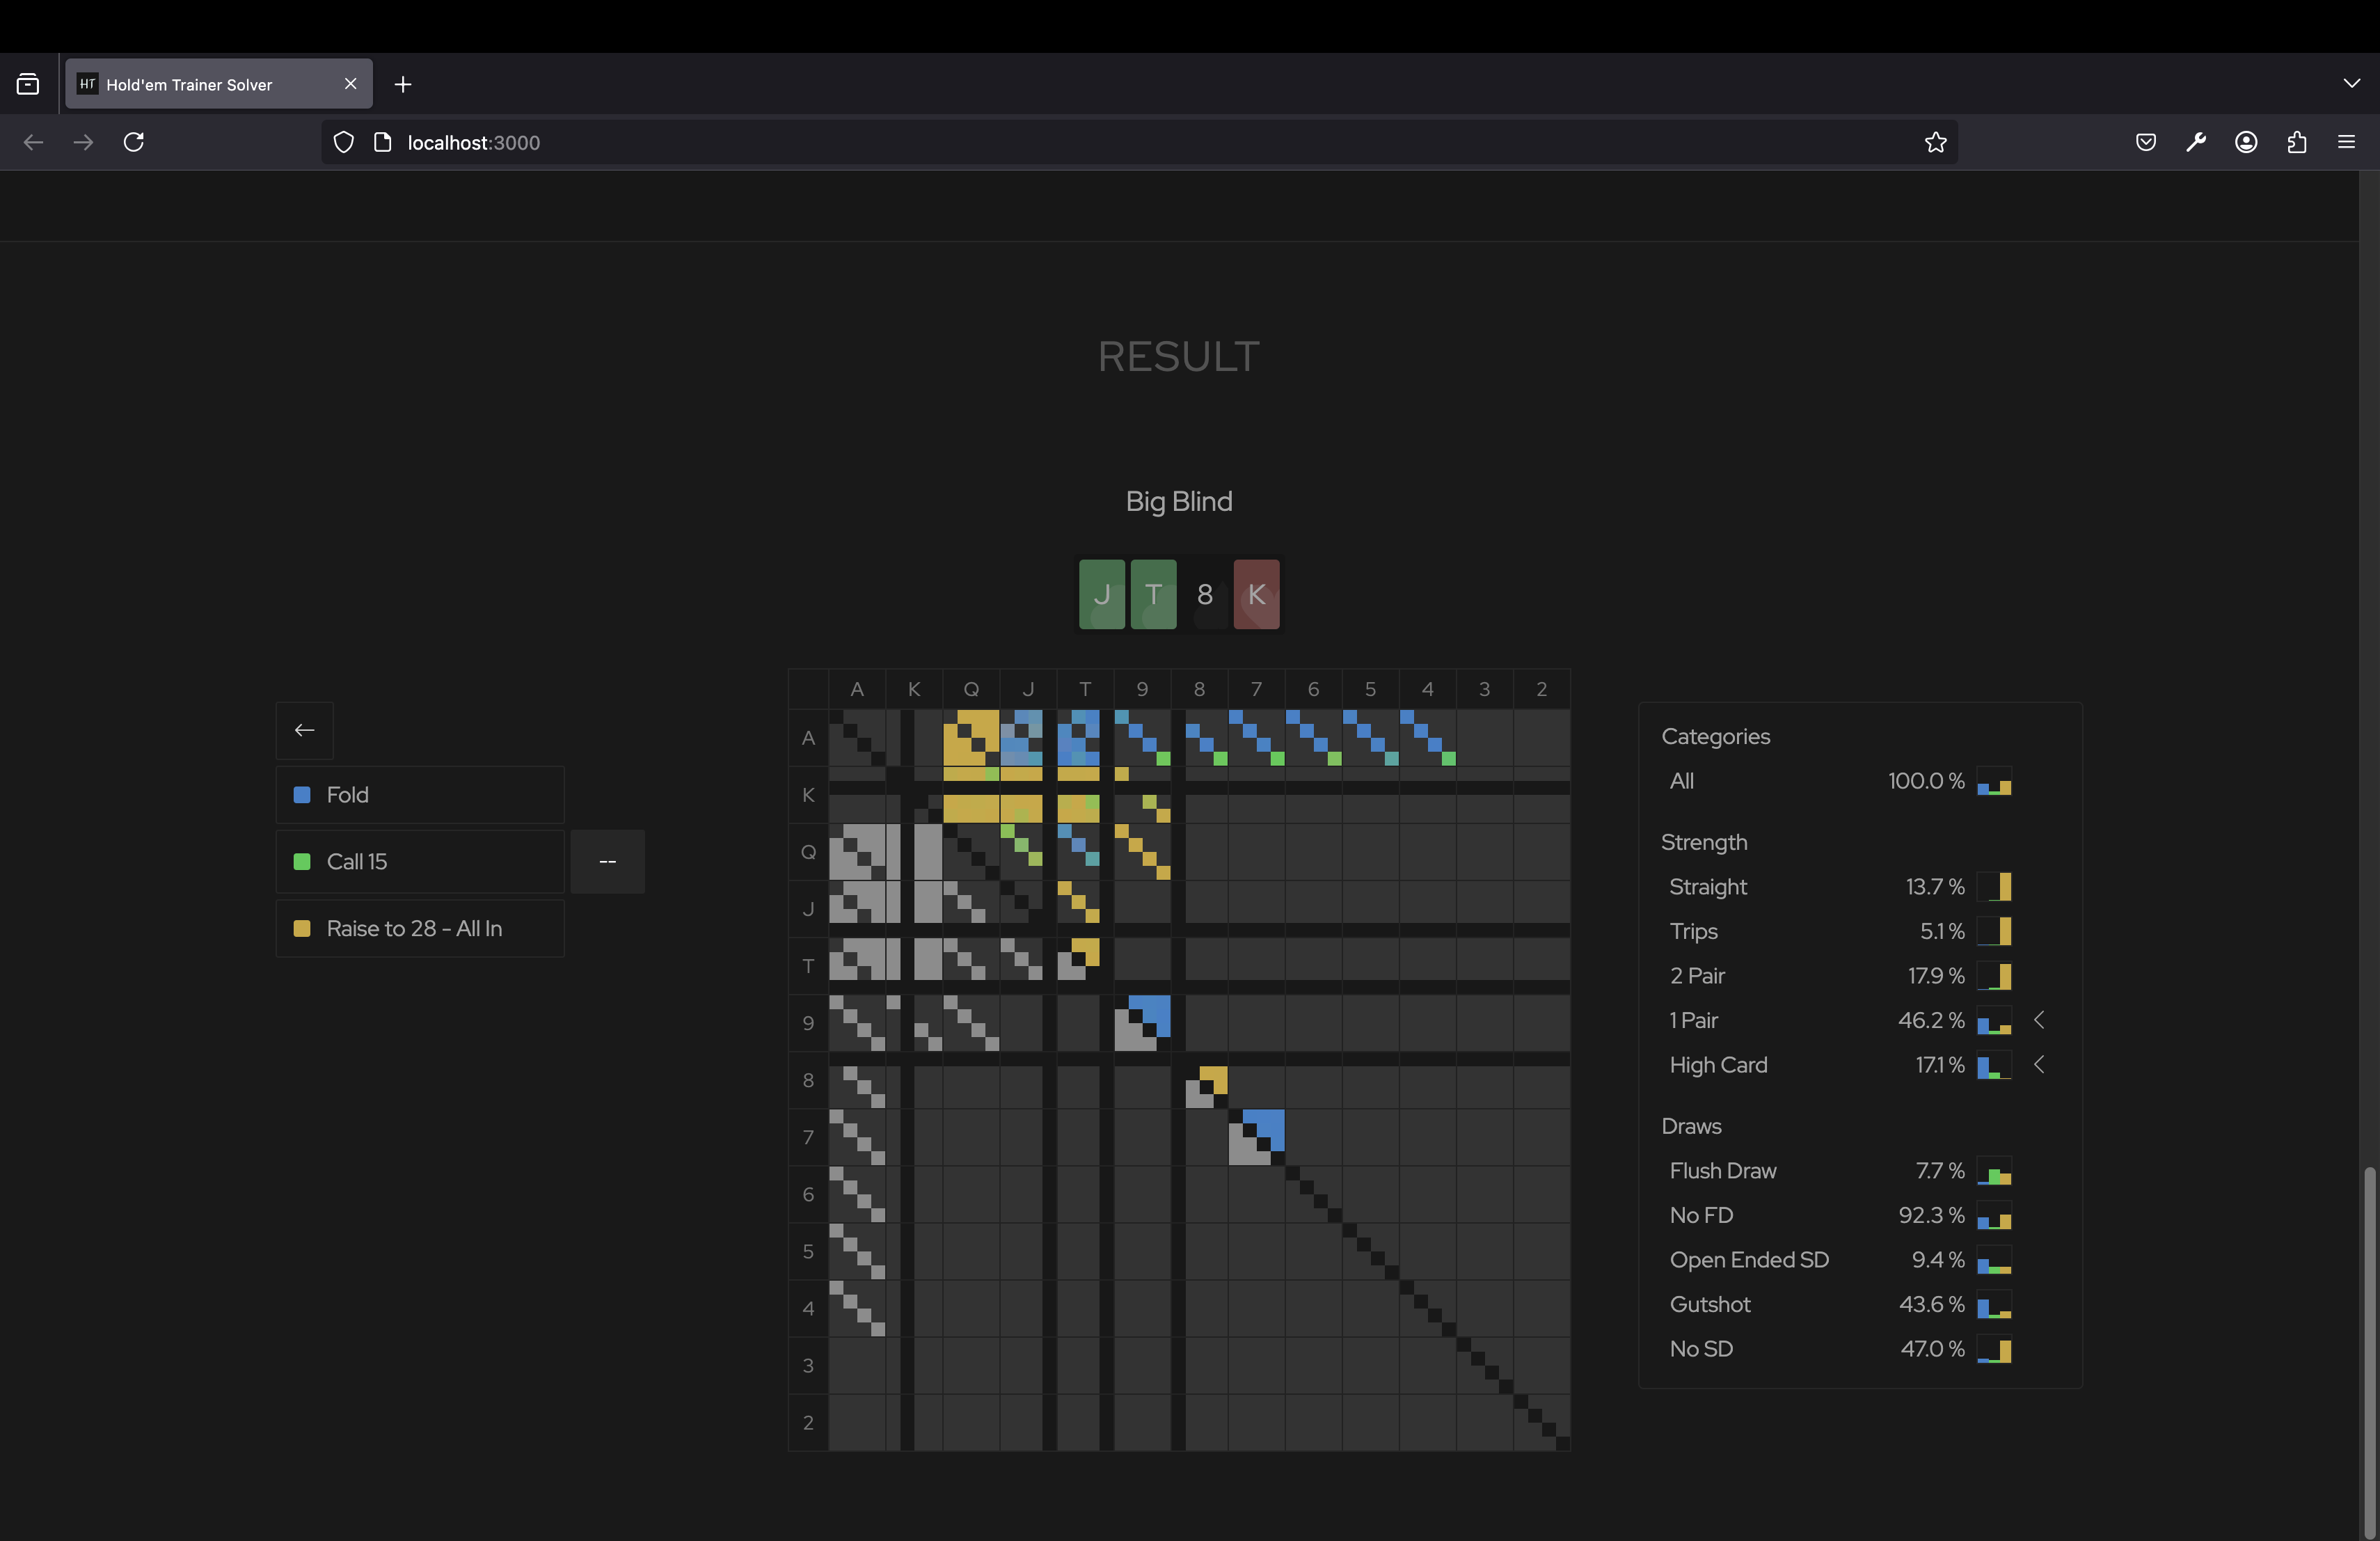 HT Hold'em Trainer Solver
localhost:3000
RESULT
Big Blind
J T 8 K
Fold
Call 15
--
Raise to 28 - All In
A K Q J T 9 8 7 6 5 4 3 2
A
K
Q
J
T
9
8
7
6
5
4
3
2
Categories
All 100.0 %
Strength
Straight 13.7 %
Trips 5.1 %
2 Pair 17.9 %
1 Pair 46.2 %
High Card 17.1 %
Draws
Flush Draw 7.7 %
No FD 92.3 %
Open Ended SD 9.4 %
Gutshot 43.6 %
No SD 47.0 %